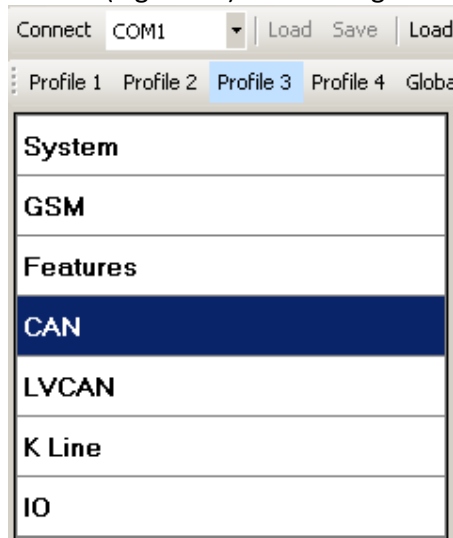 Connect COM1 Load Save Load
Profile 1 Profile 2 Profile 3 Profile 4 Globa
System
GSM
Features
CAN
LVCAN
K Line
IO